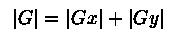 |G| = |Gx| + |Gy|